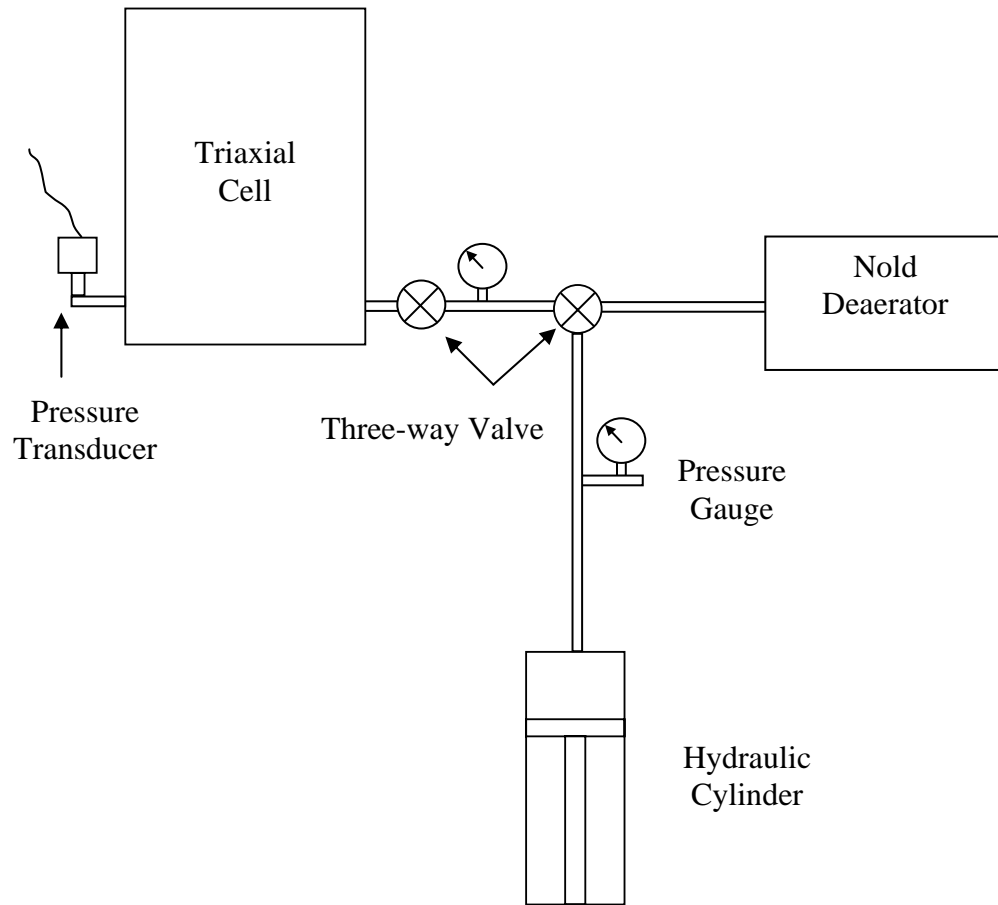 Triaxial
Cell
Nold
Deaerator
Pressure
Transducer
Three-way Valve
Pressure
Gauge
Hydraulic
Cylinder